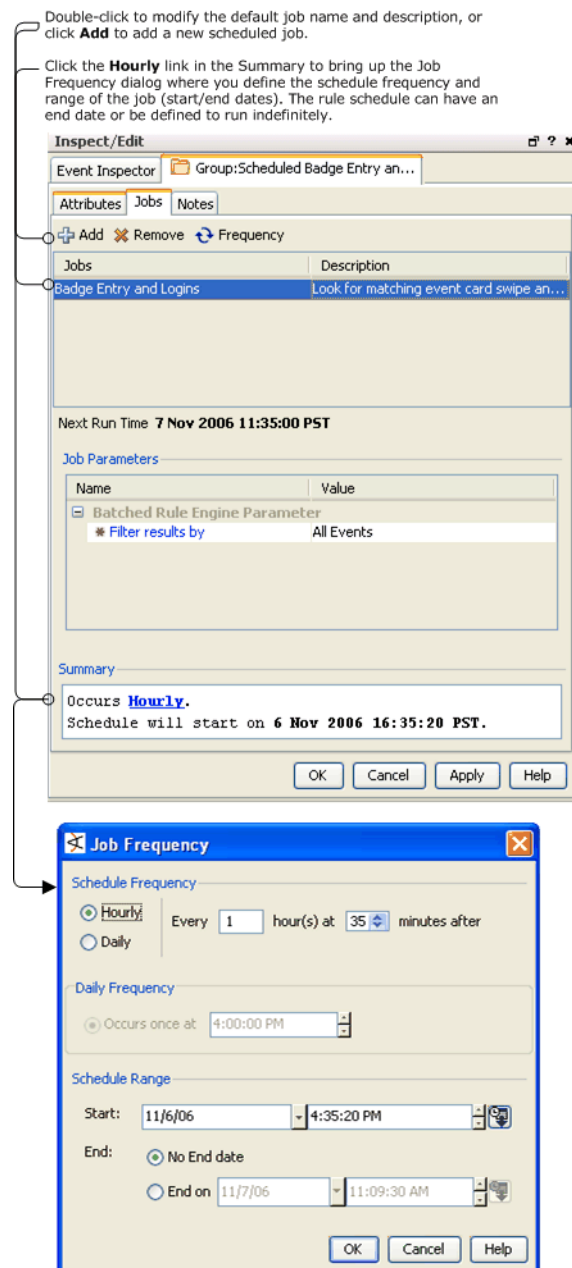 Double-click to modify the default job name and description, or
click Add to add a new scheduled job.
Click the Hourly link in the Summary to bring up the Job
Frequency dialog where you define the schedule frequency and
range of the job (start/end dates). The rule schedule can have an
end date or be defined to run indefinitely.
Inspect/Edit
Event Inspector Group:Scheduled Badge Entry an...
Attributes Jobs Notes
Add Remove Frequency
Jobs Description
Badge Entry and Logins Look for matching event card swipe an...
Next Run Time 7 Nov 2006 11:35:00 PST
Job Parameters
Name Value
Batched Rule Engine Parameter
Filter results by All Events
Summary
Occurs Hourly.
Schedule will start on 6 Nov 2006 16:35:20 PST.
OK Cancel Apply Help
Job Frequency
Schedule Frequency
Hourly Every 1 hour(s) at 35 minutes after
Daily
Daily Frequency
Occurs once at 4:00:00 PM
Schedule Range
Start: 11/6/06 4:35:20 PM
End: No End date
End on 11/7/06 11:09:30 AM
OK Cancel Help